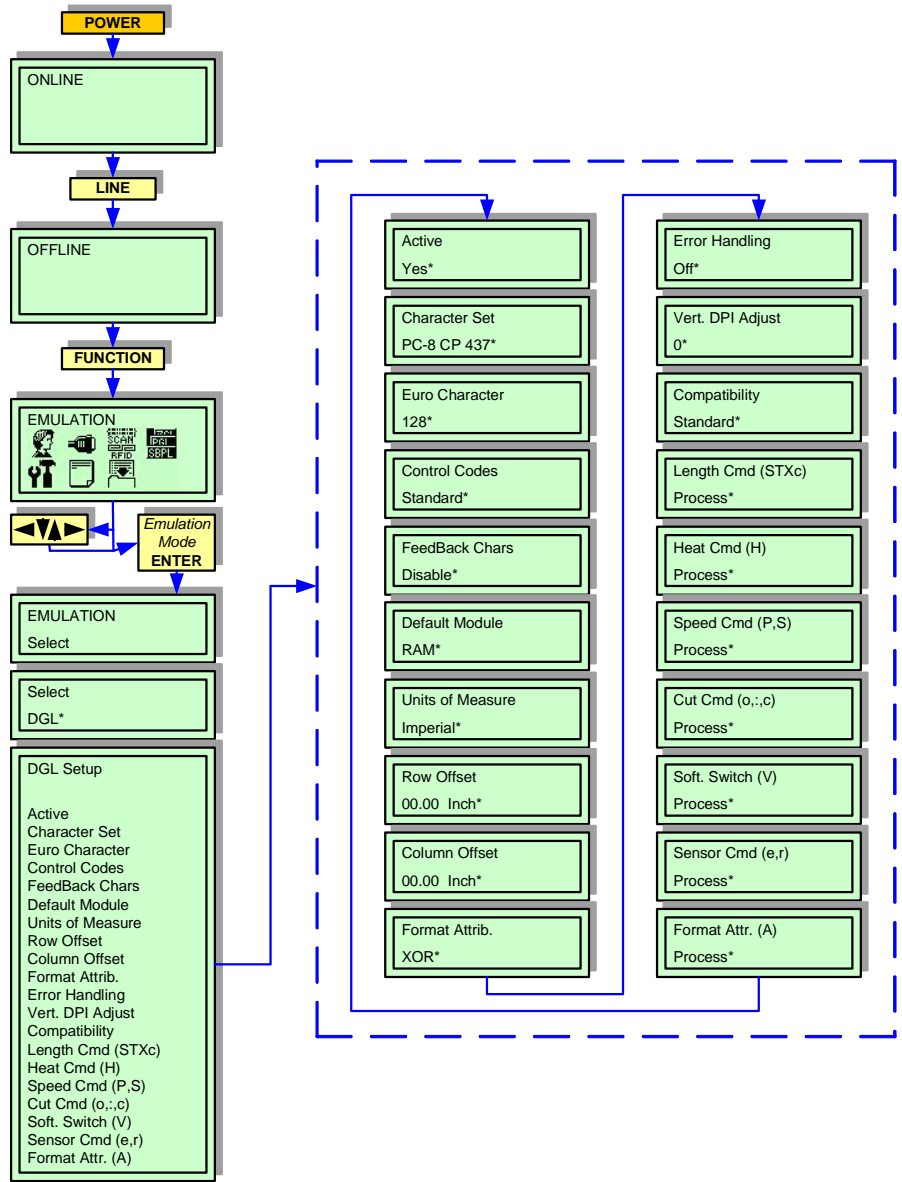 POWER
ONLINE
LINE
OFFLINE
FUNCTION
EMULATION
SCAN
RFID
PGL
SBPL
Emulation
Mode
ENTER
EMULATION
Select
Select
DGL*
DGL Setup
Active
Character Set
Euro Character
Control Codes
FeedBack Chars
Default Module
Units of Measure
Row Offset
Column Offset
Format Attrib.
Error Handling
Vert. DPI Adjust
Compatibility
Length Cmd (STXc)
Heat Cmd (H)
Speed Cmd (P,S)
Cut Cmd (o,:,c)
Soft. Switch (V)
Sensor Cmd (e,r)
Format Attr. (A)
Active
Yes*
Character Set
PC-8 CP 437*
Euro Character
128*
Control Codes
Standard*
FeedBack Chars
Disable*
Default Module
RAM*
Units of Measure
Imperial*
Row Offset
00.00 Inch*
Column Offset
00.00 Inch*
Format Attrib.
XOR*
Error Handling
Off*
Vert. DPI Adjust
0*
Compatibility
Standard*
Length Cmd (STXc)
Process*
Heat Cmd (H)
Process*
Speed Cmd (P,S)
Process*
Cut Cmd (o,:,c)
Process*
Soft. Switch (V)
Process*
Sensor Cmd (e,r)
Process*
Format Attr. (A)
Process*